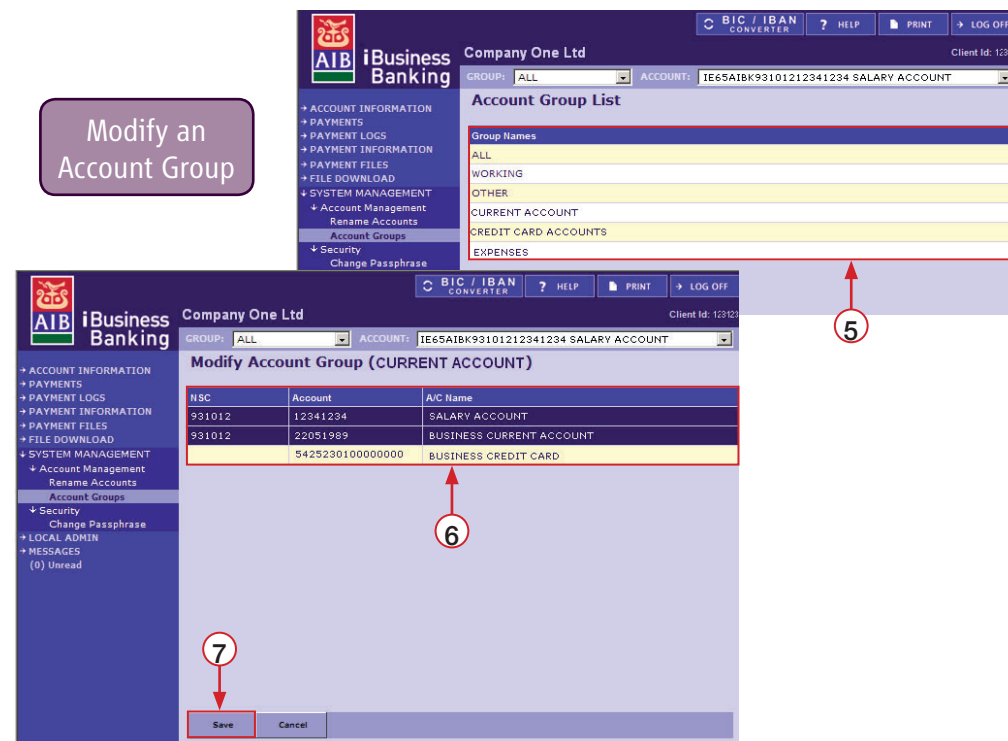 Modify an
Account Group
BIC / IBAN
CONVERTER
? HELP
PRINT
→ LOG OFF
AIB
iBusiness
Banking
Company One Ltd
Client Id: 123
GROUP: ALL
ACCOUNT: IE65AIBK93101212341234 SALARY ACCOUNT
→ ACCOUNT INFORMATION
→ PAYMENTS
→ PAYMENT LOGS
→ PAYMENT INFORMATION
→ PAYMENT FILES
→ FILE DOWNLOAD
↓ SYSTEM MANAGEMENT
↓ Account Management
Rename Accounts
Account Groups
↓ Security
Change Passphrase
Account Group List
Group Names
ALL
WORKING
OTHER
CURRENT ACCOUNT
CREDIT CARD ACCOUNTS
EXPENSES
5
BIC / IBAN
CONVERTER
? HELP
PRINT
→ LOG OFF
AIB
iBusiness
Banking
Company One Ltd
Client Id: 123123
GROUP: ALL
ACCOUNT: IE65AIBK93101212341234 SALARY ACCOUNT
→ ACCOUNT INFORMATION
→ PAYMENTS
→ PAYMENT LOGS
→ PAYMENT INFORMATION
→ PAYMENT FILES
→ FILE DOWNLOAD
↓ SYSTEM MANAGEMENT
↓ Account Management
Rename Accounts
Account Groups
↓ Security
Change Passphrase
→ LOCAL ADMIN
→ MESSAGES
(0) Unread
Modify Account Group (CURRENT ACCOUNT)
NSC Account A/C Name
931012 12341234 SALARY ACCOUNT
931012 22051989 BUSINESS CURRENT ACCOUNT
5425230100000000 BUSINESS CREDIT CARD
6
7
Save Cancel